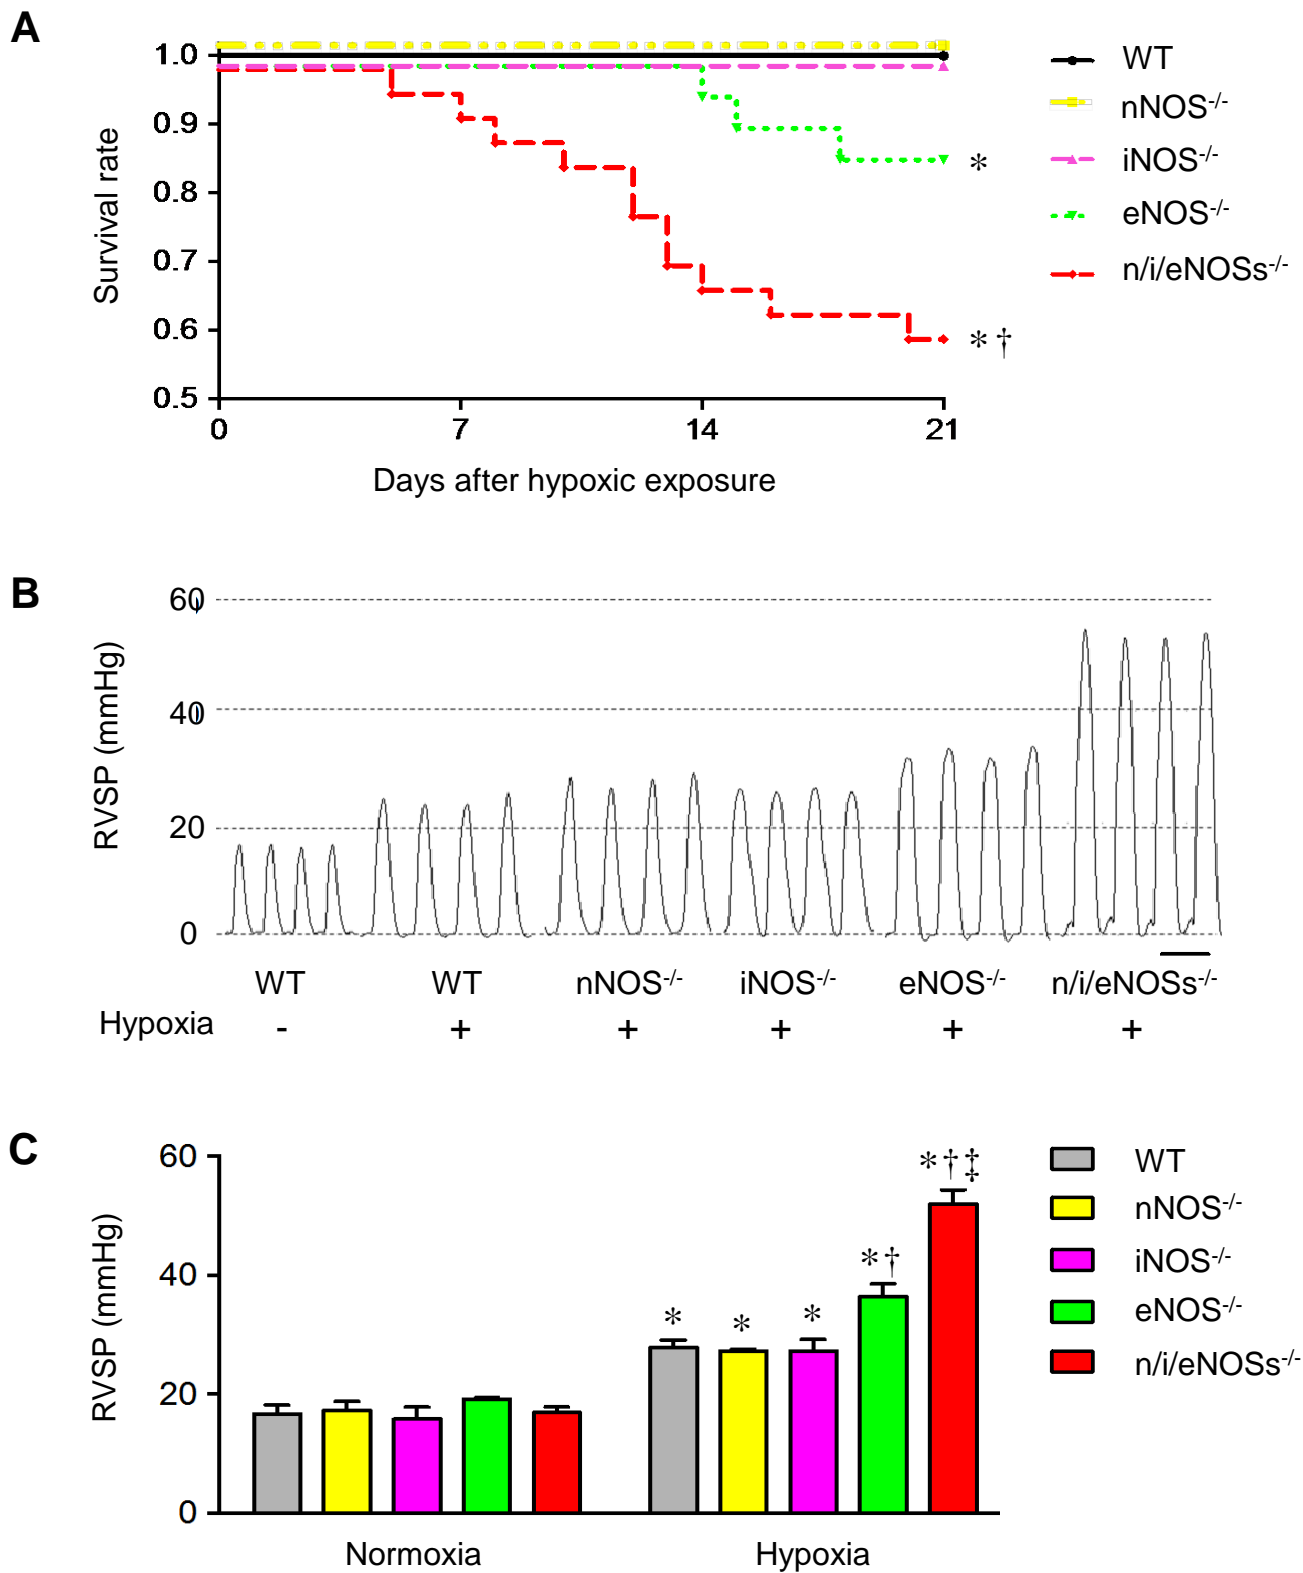 A
1.0
0.9
0.8
0.7
0.6
0.5
Survival rate
0 7 14 21
Days after hypoxic exposure
* 
*†
WT
nNOS-/-
iNOS-/-
eNOS-/-
n/i/eNOSs-/-
B
60
40
20
0
RVSP (mmHg)
WT WT nNOS-/- iNOS-/- eNOS-/- n/i/eNOSs-/-
Hypoxia - + + + + +
C
60
40
20
0
RVSP (mmHg)
* * * *† *†‡
Normoxia Hypoxia
WT
nNOS-/-
iNOS-/-
eNOS-/-
n/i/eNOSs-/-